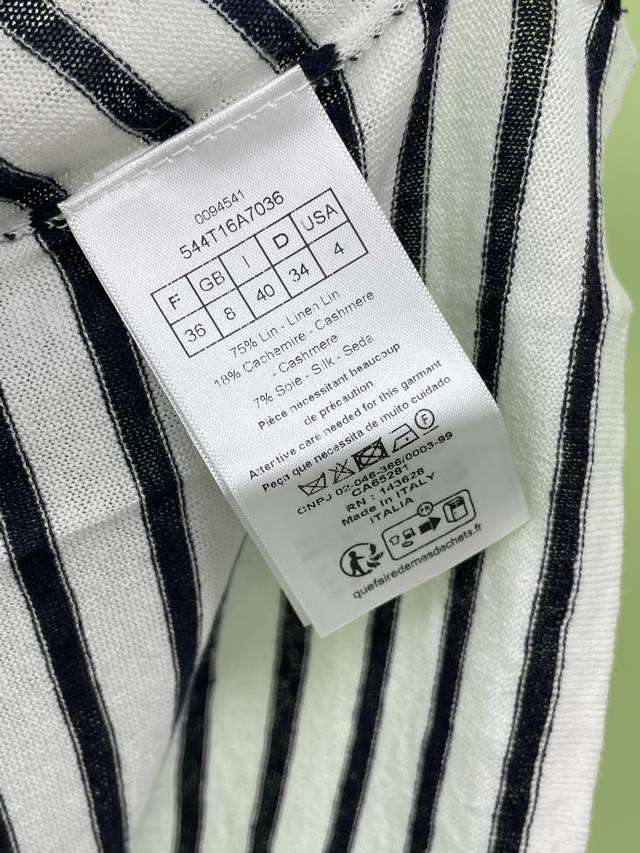 0094541
544T16A7036
F GB I D USA
36 8 40 34 4
75% Lin - Linen Lin
18% Cachemire - Cashmere
- Cashmere
7% Soie - Silk - Seda
Pièce nécessitant beaucoup
de précaution
Attentive care needed for this garment
Peça que necessita de muito cuidado
F
CNPJ 02-046-366/0003-99
CA65281
RN : 143628
Made in ITALY
ITALIA
FR
quefairedemesdechets.fr